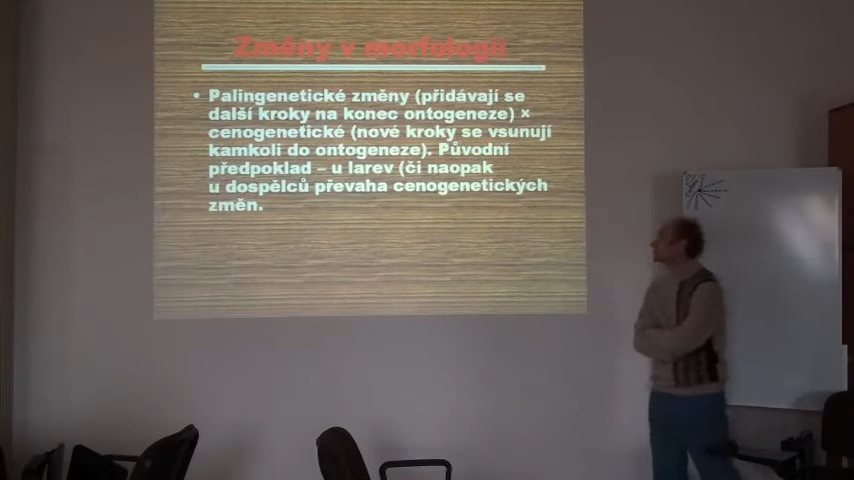 Změny v morfologii
• Palingenetické změny (přidávají se
další kroky na konec ontogeneze) ×
cenogenetické (nové kroky se vsunují
kamkoli do ontogeneze). Původní
předpoklad – u larev (či naopak
u dospělců převaha cenogenetických
změn.